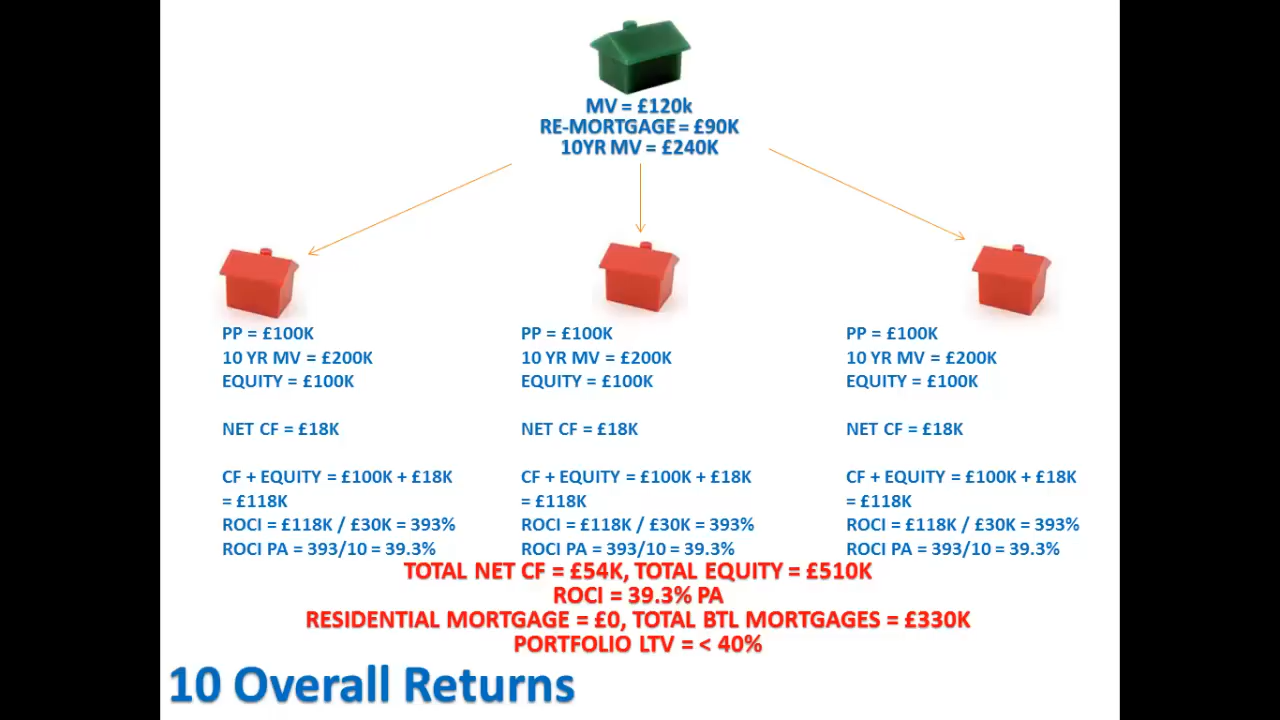 MV = £120k
RE-MORTGAGE = £90K
10YR MV = £240K
PP = £100K
10 YR MV = £200K
EQUITY = £100K
NET CF = £18K
CF + EQUITY = £100K + £18K
= £118K
ROCI = £118K / £30K = 393%
ROCI PA = 393/10 = 39.3%
PP = £100K
10 YR MV = £200K
EQUITY = £100K
NET CF = £18K
CF + EQUITY = £100K + £18K
= £118K
ROCI = £118K / £30K = 393%
ROCI PA = 393/10 = 39.3%
PP = £100K
10 YR MV = £200K
EQUITY = £100K
NET CF = £18K
CF + EQUITY = £100K + £18K
= £118K
ROCI = £118K / £30K = 393%
ROCI PA = 393/10 = 39.3%
TOTAL NET CF = £54K, TOTAL EQUITY = £510K
ROCI = 39.3% PA
RESIDENTIAL MORTGAGE = £0, TOTAL BTL MORTGAGES = £330K
PORTFOLIO LTV = < 40%
10 Overall Returns